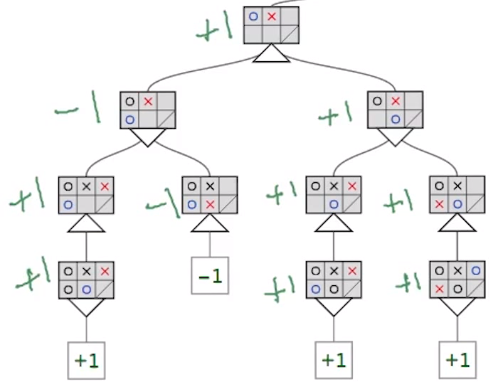 +1 O X
-1 O X +1 O X
O O
+1 O X X -1 O X +1 O X X +1 O X
O O X O X O
+1 O X X -1 +1 O X X +1 O X O
O O O O X O
+1 +1 +1